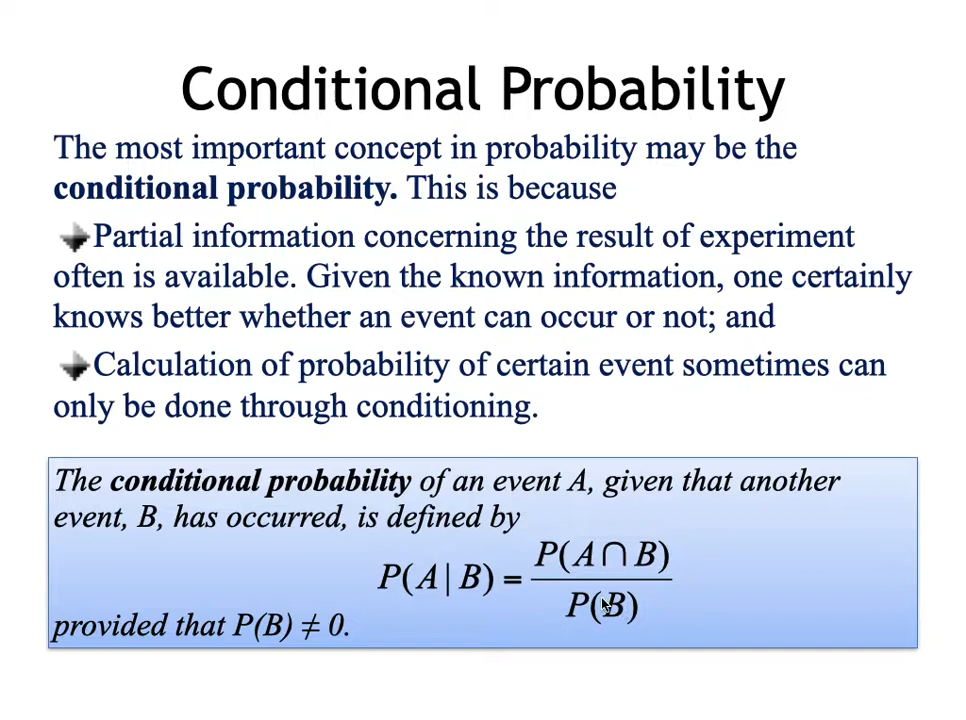 Conditional Probability
The most important concept in probability may be the
conditional probability. This is because
Partial information concerning the result of experiment
often is available. Given the known information, one certainly
knows better whether an event can occur or not; and
Calculation of probability of certain event sometimes can
only be done through conditioning.
The conditional probability of an event A, given that another
event, B, has occurred, is defined by
P(A | B) = P(A ∩ B) / P(B)
provided that P(B) ≠ 0.